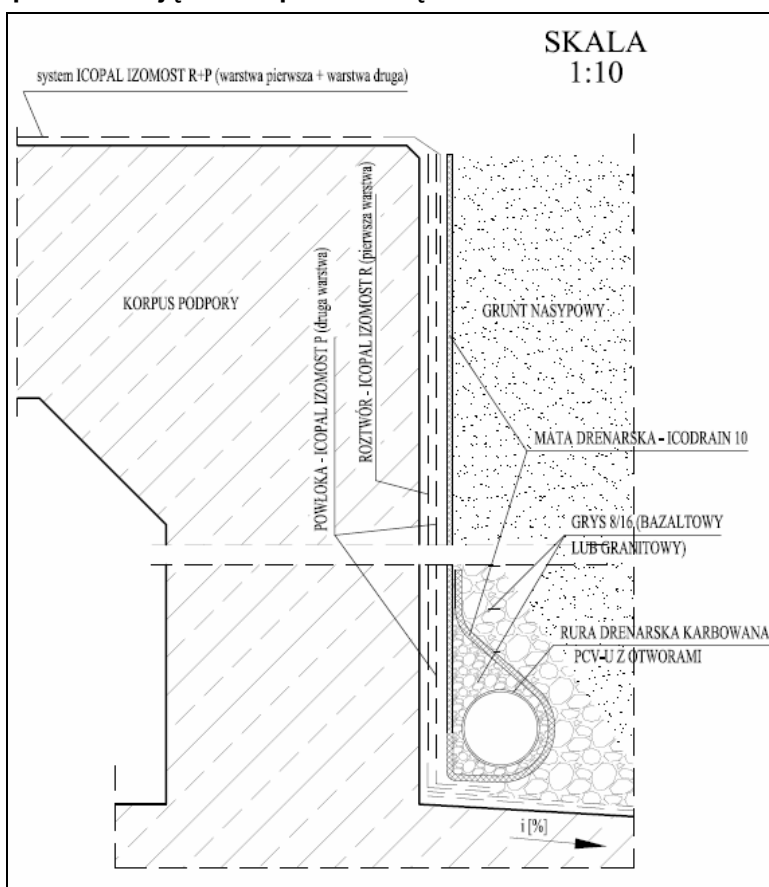 SKALA
1:10
system ICOPAL IZOMOST R+P (warstwa pierwsza + warstwa druga)
KORPUS PODPORY
POWŁOKA - ICOPAL IZOMOST P (druga warstwa)
ROZTWÓR - ICOPAL IZOMOST R (pierwsza warstwa)
GRUNT NASYPOWY
MATA DRENARSKA - ICODRAIN 10
GRYS 8/16 (BAZALTOWY
LUB GRANITOWY)
RURA DRENARSKA KARBOWANA
PCV-U Z OTWORAMI
i [%]